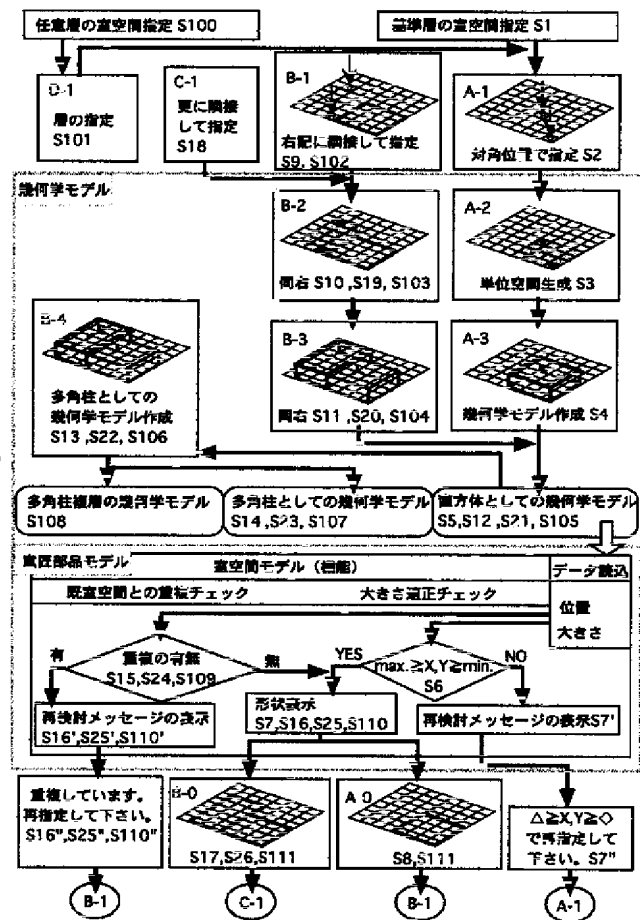 任意層の室空間指定 S100
基準層の室空間指定 S1
D-1
層の指定
S101
C-1
更に隣接
して指定
S18
B-1
右記に隣接して指定
S9, S102
A-1
対角位置で指定 S2
幾何学モデル
B-2
同右 S10 ,S19, S103
A-2
単位空間生成 S3
B-4
多角柱としての
幾何学モデル作成
S13 ,S22, S106
B-3
同右 S11 ,S20, S104
A-3
幾何学モデル作成 S4
多角柱複層の幾何学モデル
S108
多角柱としての幾何学モデル
S14 ,S23, S107
直方体としての幾何学モデル
S5,S12 ,S21, S105
部品モデル
室空間モデル (機能)
データ読込
既室空間との重複チェック
大きさ適正チェック
位置
大きさ
有
重複の有無
S15,S24,S109
無
YES
max.≧X,Y≧min.
S6
NO
再検討メッセージの表示
S16',S25',S110'
形状表示
S7,S16,S25,S110
再検討メッセージの表示S7'
重複しています。
再指定して下さい。
S16",S25",S110"
B-0
S17,S26,S111
A-0
S8,S111
△≧X,Y≧◇
で再指定して
下さい。S7"
B-1
C-1
B-1
A-1